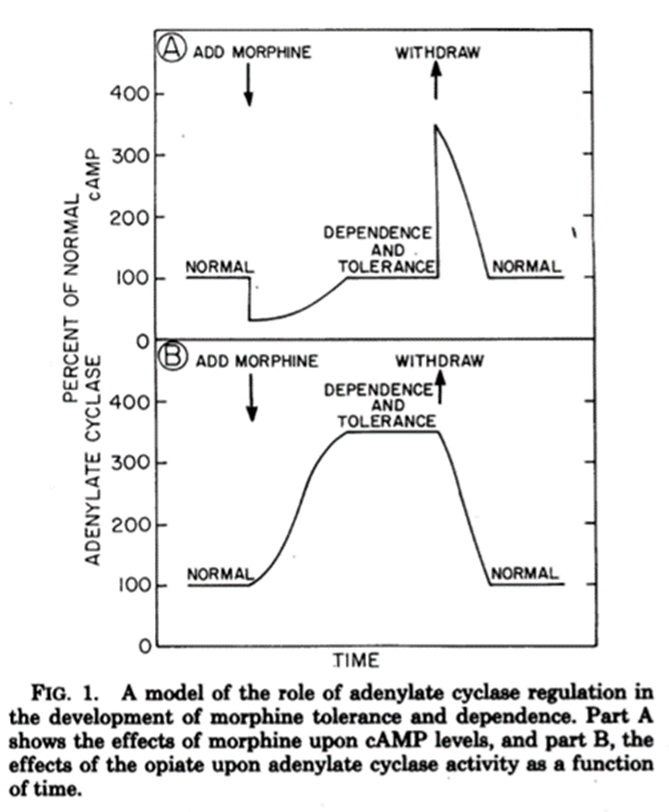 Ⓐ ADD MORPHINE WITHDRAW
400
300
200
DEPENDENCE
AND
NORMAL TOLERANCE NORMAL
100
0
PERCENT OF NORMAL
cAMP
ADENYLATE CYCLASE
Ⓑ ADD MORPHINE WITHDRAW
DEPENDENCE
400
AND
TOLERANCE
300
200
NORMAL NORMAL
100
0
TIME
FIG. 1. A model of the role of adenylate cyclase regulation in
the development of morphine tolerance and dependence. Part A
shows the effects of morphine upon cAMP levels, and part B, the
effects of the opiate upon adenylate cyclase activity as a function
of time.